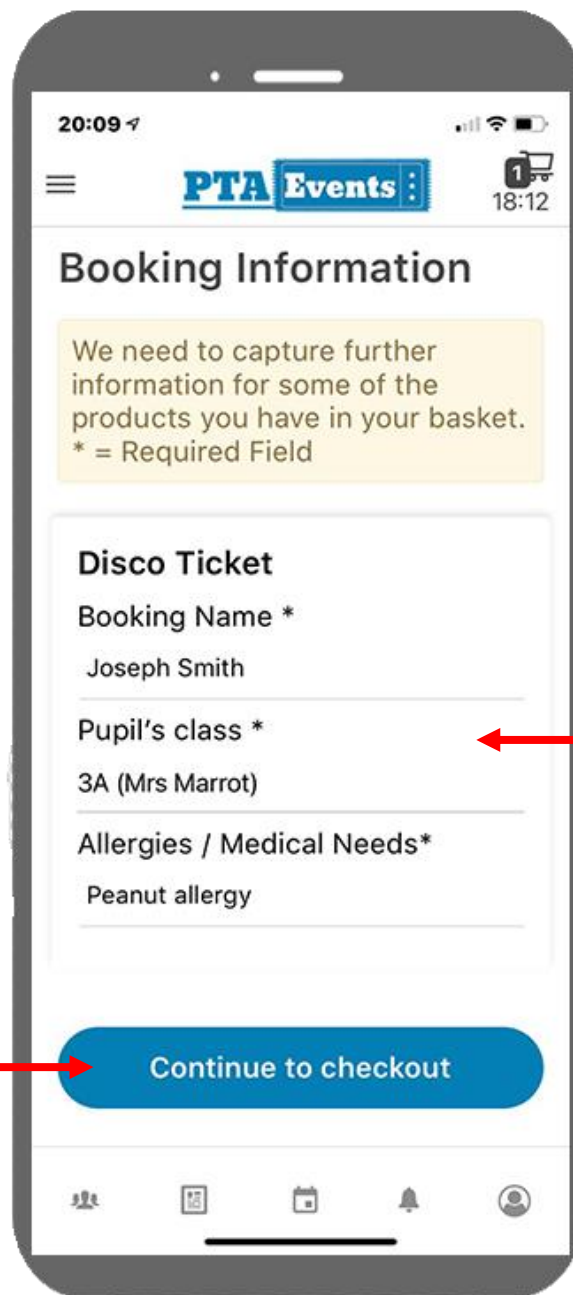 20:09
PTA Events
1
18:12
Booking Information
We need to capture further
information for some of the
products you have in your basket.
* = Required Field
Disco Ticket
Booking Name *
Joseph Smith
Pupil's class *
3A (Mrs Marrot)
Allergies / Medical Needs*
Peanut allergy
Continue to checkout